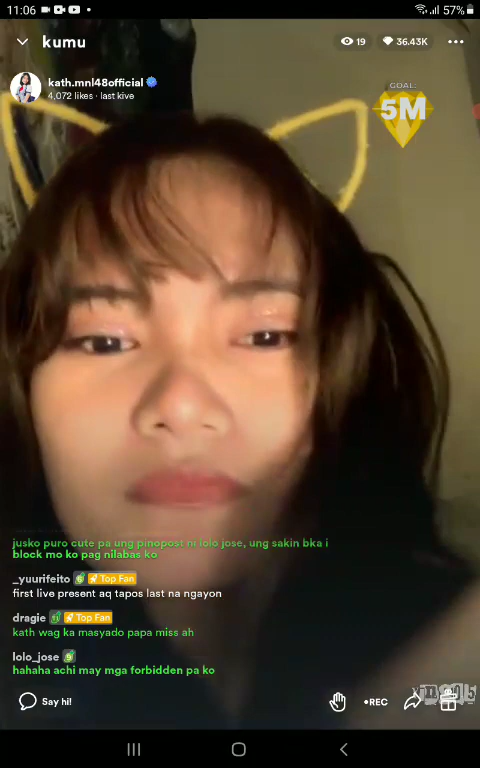 11:06
57%
kumu
19
36.43K
kath.mnl48official
4,072 likes · last kive
GOAL:
5M
jusko puro cute pa ung pinopost ni lolo jose, ung sakin bka i
block mo ko pag nilabas ko
_yuurifeito Top Fan
first live present aq tapos last na ngayon
dragie Top Fan
kath wag ka masyado papa miss ah
lolo_jose
hahaha achi may mga forbidden pa ko
Say hi!
•REC